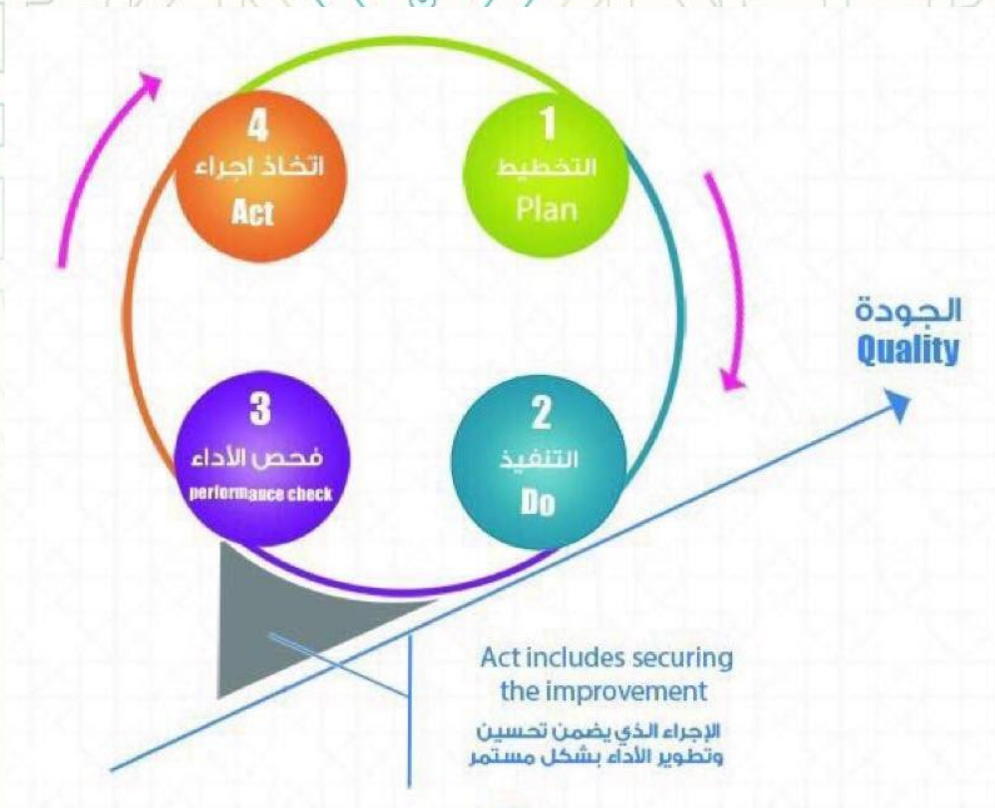 1
التخطيط
Plan
2
التنفيذ
Do
3
فحص الأداء
performance check
4
اتخاذ اجراء
Act
الجودة
Quality
Act includes securing
the improvement
الإجراء الذي يضمن تحسين
وتطوير الأداء بشكل مستمر